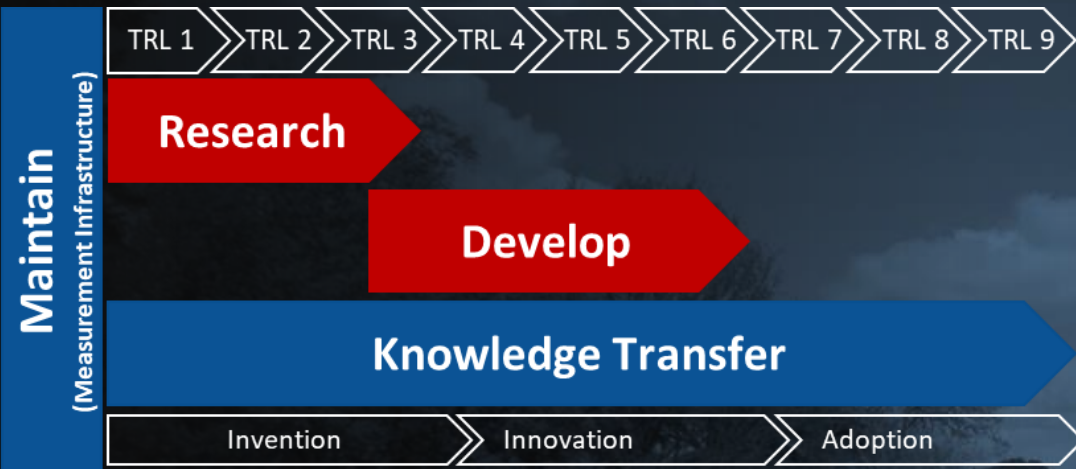 Maintain
(Measurement Infrastructure)
TRL 1 TRL 2 TRL 3 TRL 4 TRL 5 TRL 6 TRL 7 TRL 8 TRL 9
Research
Develop
Knowledge Transfer
Invention Innovation Adoption